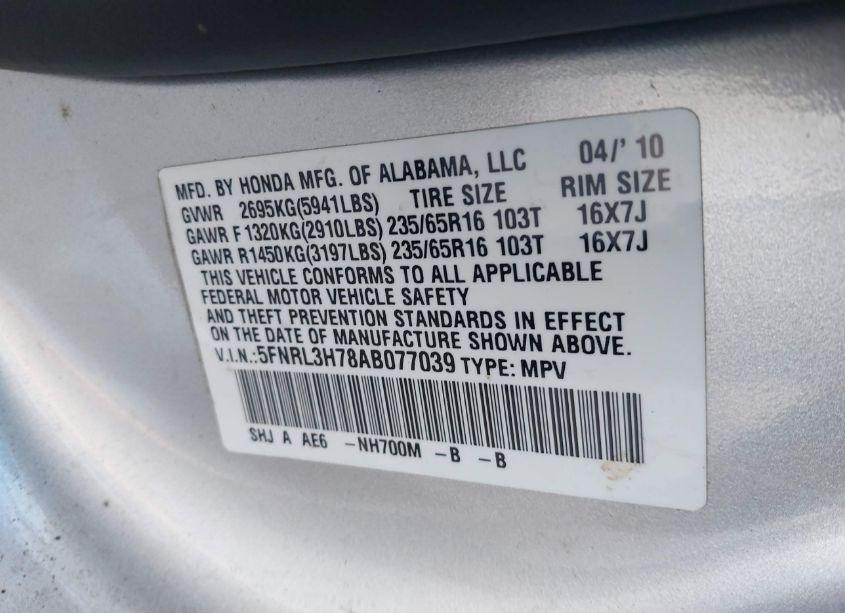 MFD. BY HONDA MFG. OF ALABAMA, LLC 04/' 10
GVWR 2695KG(5941LBS) TIRE SIZE RIM SIZE
GAWR F1320KG(2910LBS) 235/65R16 103T 16X7J
GAWR R1450KG(3197LBS) 235/65R16 103T 16X7J
THIS VEHICLE CONFORMS TO ALL APPLICABLE
FEDERAL MOTOR VEHICLE SAFETY
AND THEFT PREVENTION STANDARDS IN EFFECT
ON THE DATE OF MANUFACTURE SHOWN ABOVE.
V.I.N.:5FNRL3H78AB077039 TYPE: MPV
SHJ A AE6 -NH700M -B -B